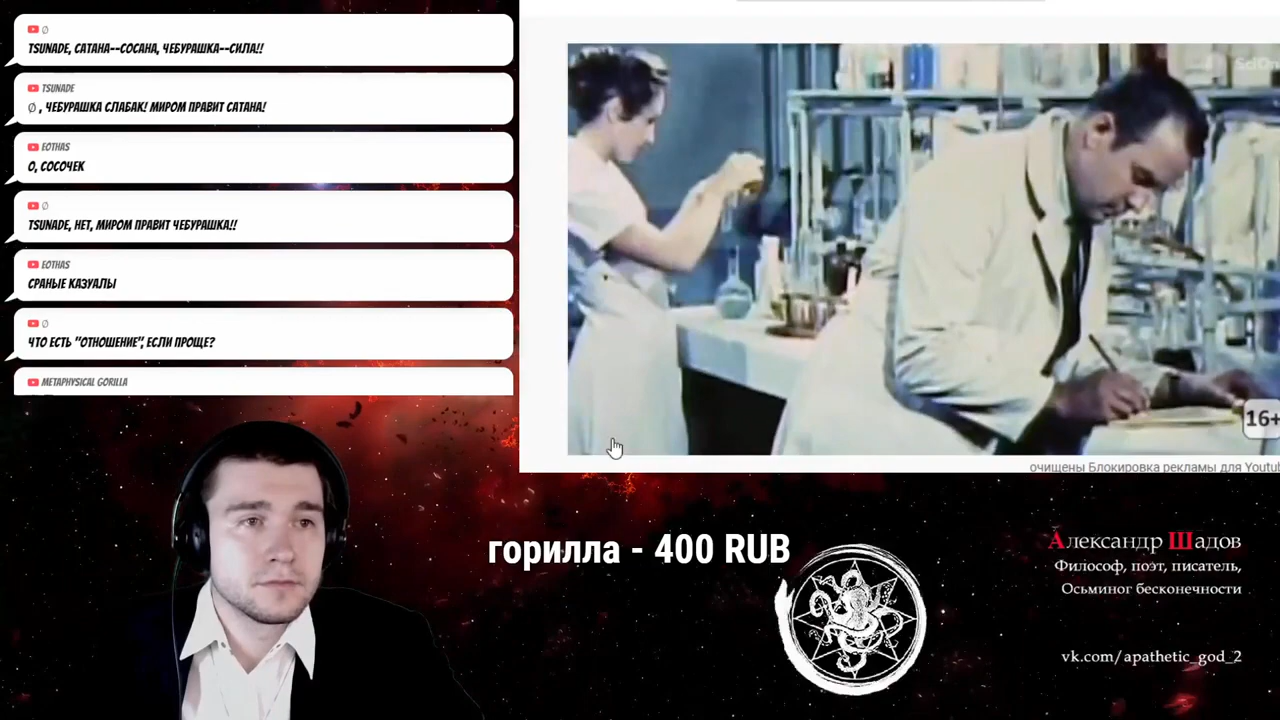 Ø
TSUNADE, САТАНА--СОСАНА, ЧЕБУРАШКА--СИЛА!!
TSUNADE
Ø , ЧЕБУРАШКА СЛАБАК! МИРОМ ПРАВИТ САТАНА!
EOTHAS
О, СОСОЧЕК
Ø
TSUNADE, НЕТ, МИРОМ ПРАВИТ ЧЕБУРАШКА!!
EOTHAS
СРАНЫЕ КАЗУАЛЫ
Ø
ЧТО ЕСТЬ "ОТНОШЕНИЕ", ЕСЛИ ПРОЩЕ?
METAPHYSICAL GORILLA
16+
очищены Блокировка рекламы для Youtub
горилла - 400 RUB
Александр Шадов
Философ, поэт, писатель,
Осьминог бесконечности
vk.com/apathetic_god_2